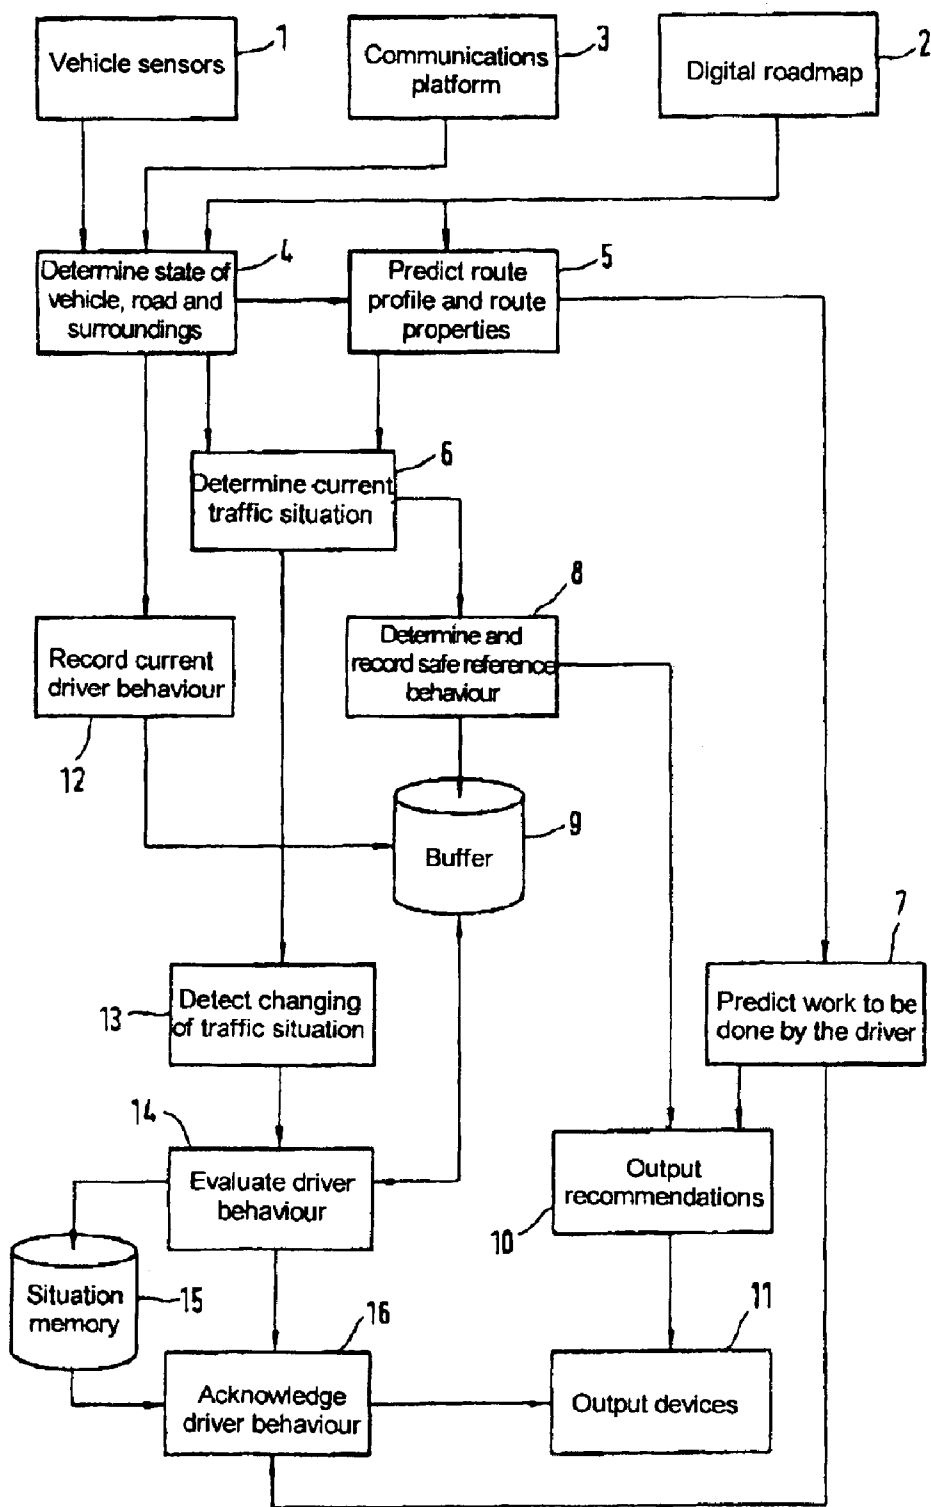 1
Vehicle sensors
3
Communications
platform
2
Digital roadmap
4
Determine state of
vehicle, road and
surroundings
5
Predict route
profile and route
properties
6
Determine current
traffic situation
8
Determine and
record safe reference
behaviour
Record current
driver behaviour
12
9
Buffer
7
Predict work to be
done by the driver
13
Detect changing
of traffic situation
14
Evaluate driver
behaviour
Output
recommendations
10
15
Situation
memory
16
Acknowledge
driver behaviour
11
Output devices